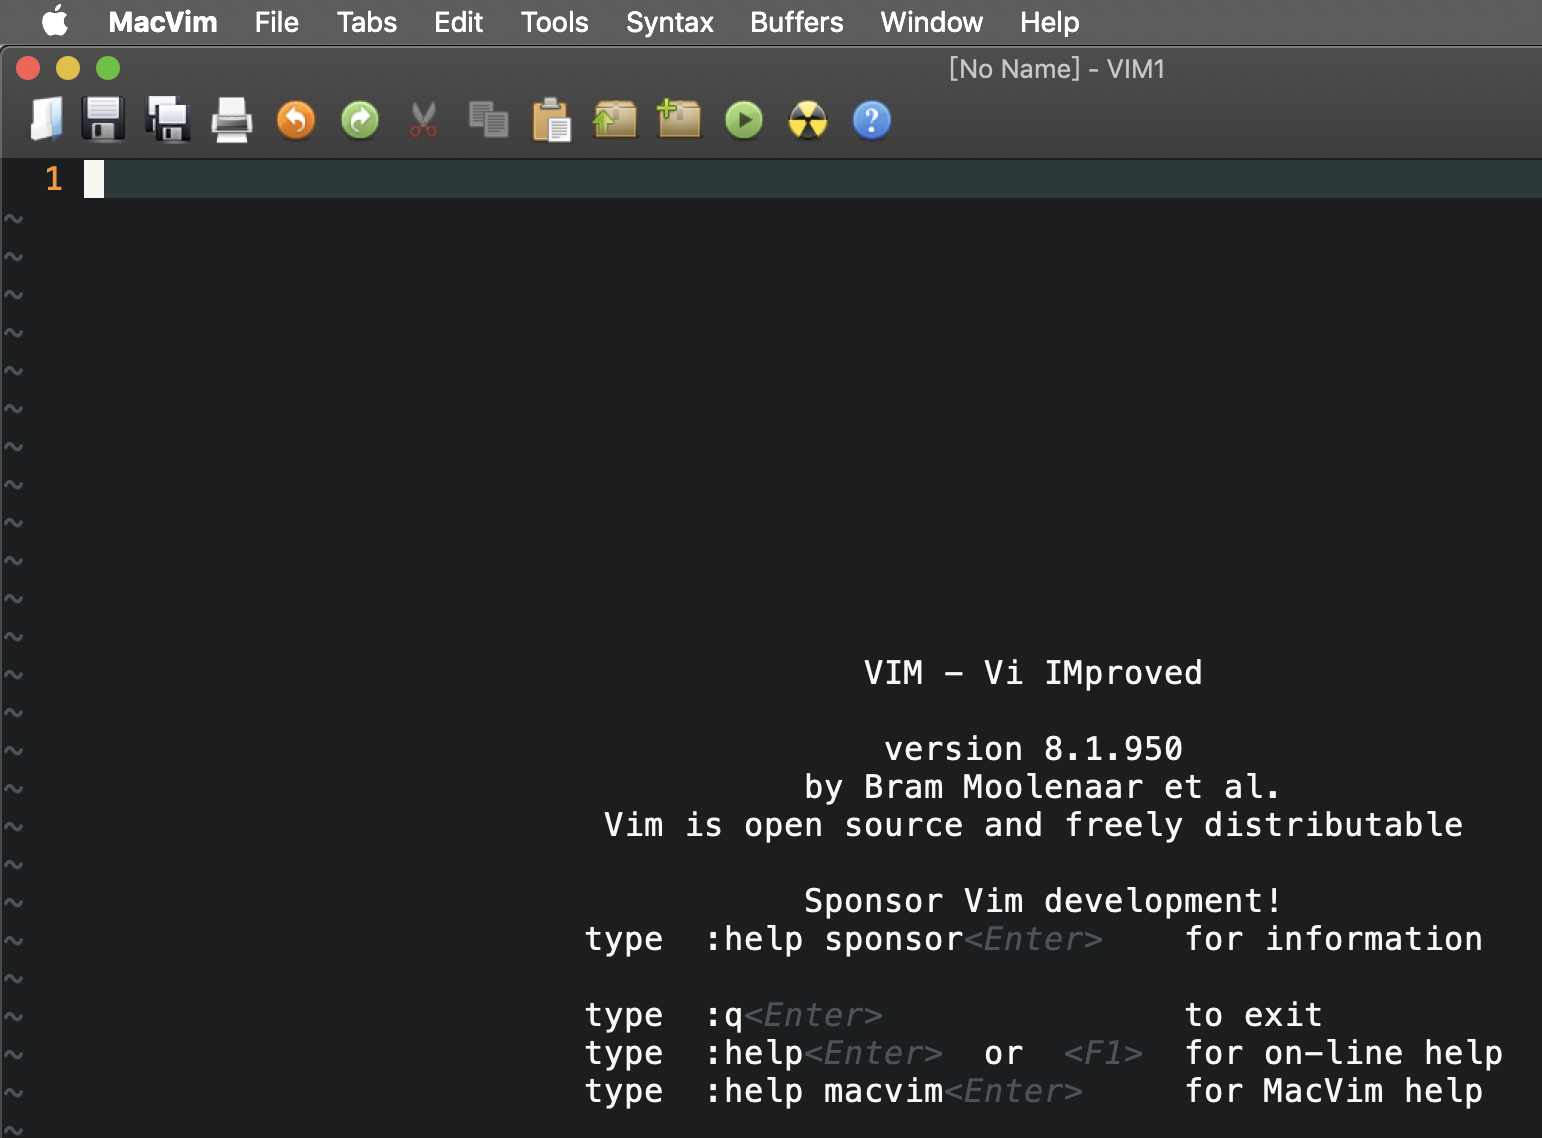 MacVim File Tabs Edit Tools Syntax Buffers Window Help
[No Name] - VIM1
1
~
~
~
~
~
~
~
~
~
~
~
~
~ VIM - Vi IMproved
~
~ version 8.1.950
~ by Bram Moolenaar et al.
~ Vim is open source and freely distributable
~
~ Sponsor Vim development!
~ type :help sponsor<Enter> for information
~
~ type :q<Enter> to exit
~ type :help<Enter> or <F1> for on-line help
~ type :help macvim<Enter> for MacVim help
~